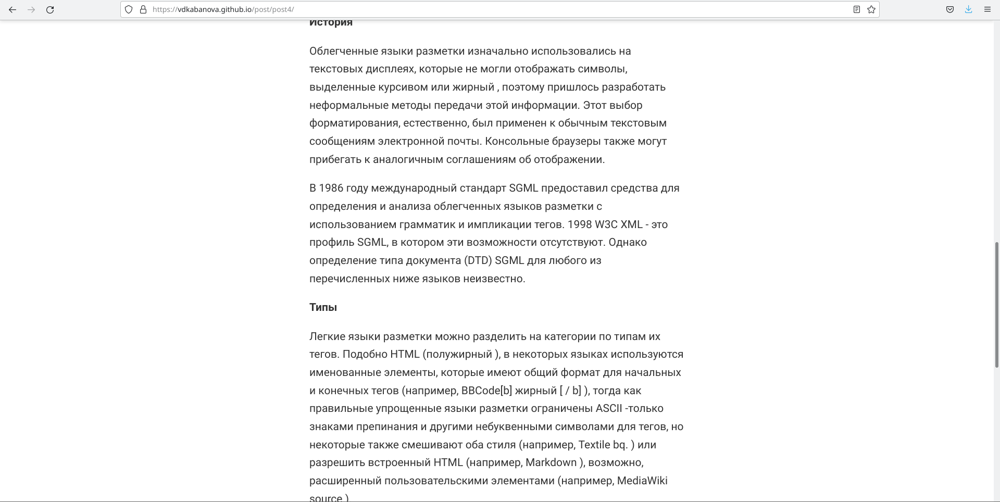 https://vdkabanova.github.io/post/post4/
История
Облегченные языки разметки изначально использовались на
текстовых дисплеях, которые не могли отображать символы,
выделенные курсивом или жирный , поэтому пришлось разработать
неформальные методы передачи этой информации. Этот выбор
форматирования, естественно, был применен к обычным текстовым
сообщениям электронной почты. Консольные браузеры также могут
прибегать к аналогичным соглашениям об отображении.
В 1986 году международный стандарт SGML предоставил средства для
определения и анализа облегченных языков разметки с
использованием грамматик и импликации тегов. 1998 W3C XML - это
профиль SGML, в котором эти возможности отсутствуют. Однако
определение типа документа (DTD) SGML для любого из
перечисленных ниже языков неизвестно.
Типы
Легкие языки разметки можно разделить на категории по типам их
тегов. Подобно HTML (полужирный ), в некоторых языках используются
именованные элементы, которые имеют общий формат для начальных
и конечных тегов (например, BBCode[b] жирный [ / b] ), тогда как
правильные упрощенные языки разметки ограничены ASCII -только
знаками препинания и другими небуквенными символами для тегов, но
некоторые также смешивают оба стиля (например, Textile bq. ) или
разрешить встроенный HTML (например, Markdown ), возможно,
расширенный пользовательскими элементами (например, MediaWiki
source ).